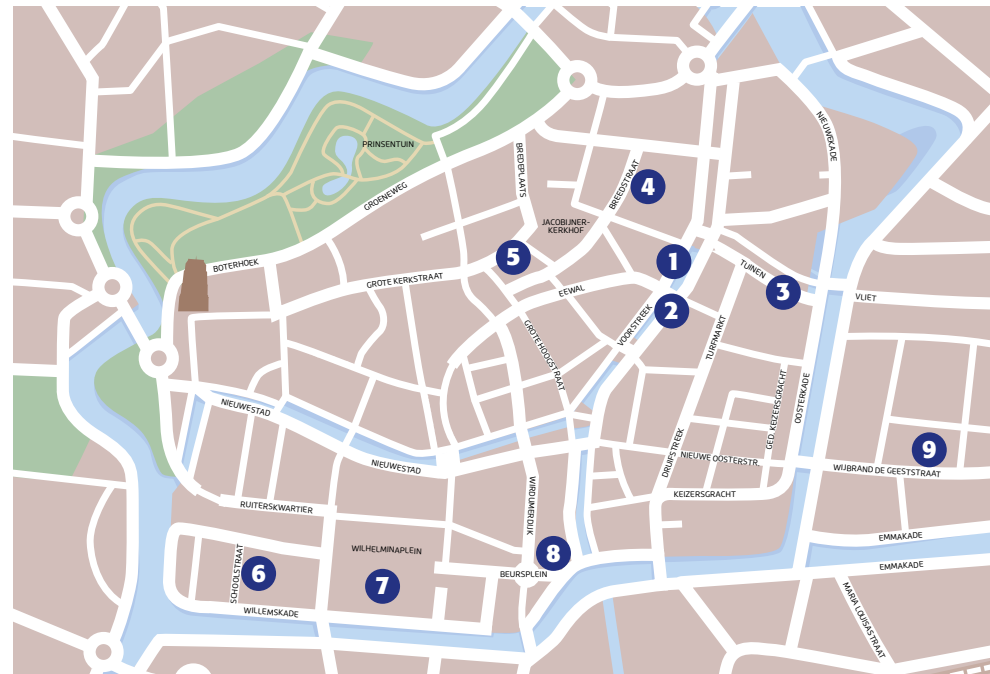 NIEUWEKADE
PRINSENTUIN
BREDEPLAATS
BREEDSTRAAT
4
GROENEWEG
JACOBIJNER-
KERKHOF
5
1
BOTERHOEK
TUINEN
3
GROTE KERKSTRAAT
EEWAL
VLIET
2
VOORSTREEK
TURFMARKT
GROTE HOOGSTRAAT
GED. KEIZERSGRACHT
OOSTERKADE
NIEUWESTAD
NIEUWESTAD
DRUIFSTREEK
NIEUWE OOSTERSTR.
9
WIJBRAND DE GEESTSTRAAT
KEIZERSGRACHT
RUITERSKWARTIER
WIRDUMERDIJK
WILHELMINAPLEIN
8
EMMAKADE
EMMAKADE
BEURSPLEIN
SCHOOLSTRAAT
6
7
WILLEMSKADE
MARIA LOUISASTRAAT